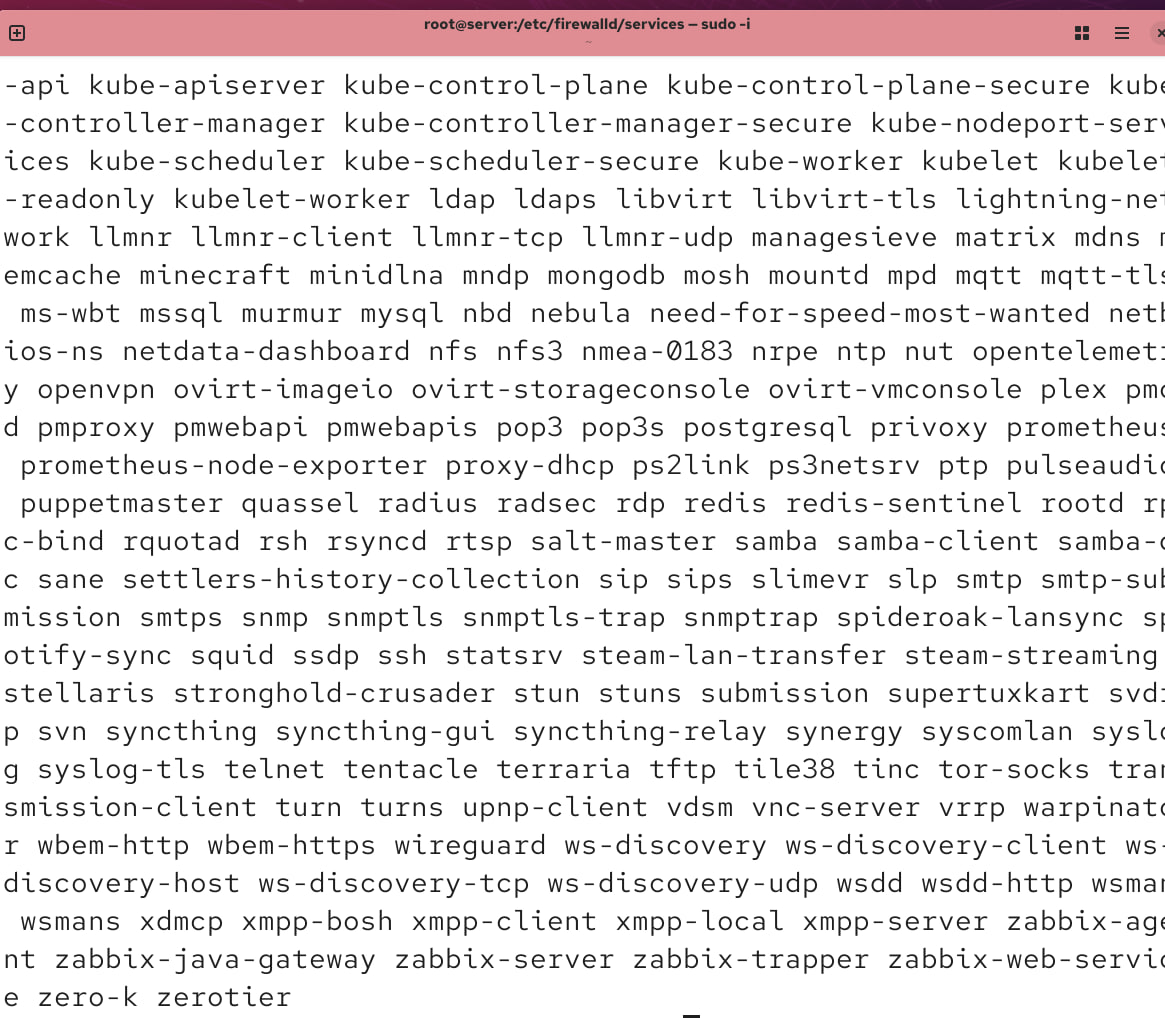 root@server:/etc/firewalld/services — sudo -i
~
-api kube-apiserver kube-control-plane kube-control-plane-secure kube
-controller-manager kube-controller-manager-secure kube-nodeport-serv
ices kube-scheduler kube-scheduler-secure kube-worker kubelet kubelet
-readonly kubelet-worker ldap ldaps libvirt libvirt-tls lightning-net
work llmnr llmnr-client llmnr-tcp llmnr-udp managesieve matrix mdns m
emcache minecraft minidlna mndp mongodb mosh mountd mpd mqtt mqtt-tls
ms-wbt mssql murmur mysql nbd nebula need-for-speed-most-wanted netb
ios-ns netdata-dashboard nfs nfs3 nmea-0183 nrpe ntp nut opentelemetr
y openvpn ovirt-imageio ovirt-storageconsole ovirt-vmconsole plex pmc
d pmproxy pmwebapi pmwebapis pop3 pop3s postgresql privoxy prometheus
prometheus-node-exporter proxy-dhcp ps2link ps3netsrv ptp pulseaudio
puppetmaster quassel radius radsec rdp redis redis-sentinel rootd rp
c-bind rquotad rsh rsyncd rtsp salt-master samba samba-client samba-d
c sane settlers-history-collection sip sips slimevr slp smtp smtp-sub
mission smtps snmp snmptls snmptls-trap snmptrap spideroak-lansync sp
otify-sync squid ssdp ssh statsrv steam-lan-transfer steam-streaming
stellaris stronghold-crusader stun stuns submission supertuxkart svdr
p svn syncthing syncthing-gui syncthing-relay synergy syscomlan syslo
g syslog-tls telnet tentacle terraria tftp tile38 tinc tor-socks tran
smission-client turn turns upnp-client vdsm vnc-server vrrp warpinato
r wbem-http wbem-https wireguard ws-discovery ws-discovery-client ws-
discovery-host ws-discovery-tcp ws-discovery-udp wsdd wsdd-http wsman
wsmans xdmcp xmpp-bosh xmpp-client xmpp-local xmpp-server zabbix-age
nt zabbix-java-gateway zabbix-server zabbix-trapper zabbix-web-servic
e zero-k zerotier